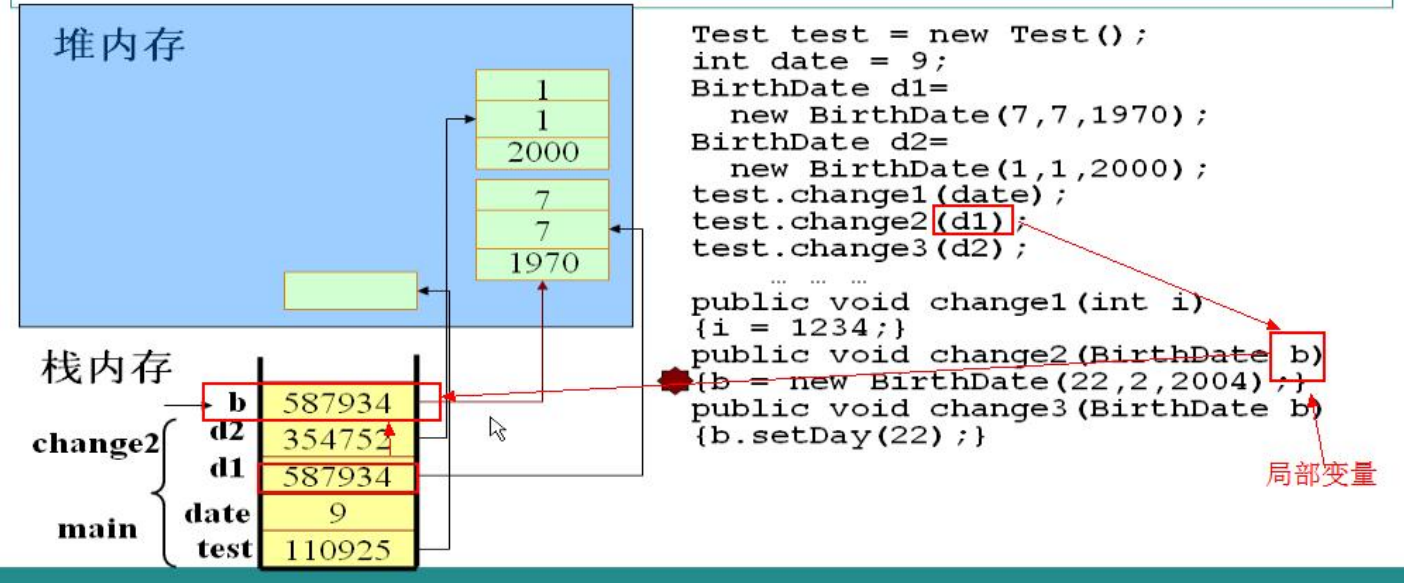 堆内存
1
1
2000
7
7
1970
栈内存
b 587934
change2
d2 354752
d1 587934
main
date 9
test 110925
Test test = new Test();
int date = 9;
BirthDate d1=
new BirthDate(7,7,1970);
BirthDate d2=
new BirthDate(1,1,2000);
test.change1(date);
test.change2(d1);
test.change3(d2);
… … …
public void change1(int i)
{i = 1234;}
public void change2(BirthDate b)
{b = new BirthDate(22,2,2004);}
public void change3(BirthDate b)
{b.setDay(22);}
局部变量